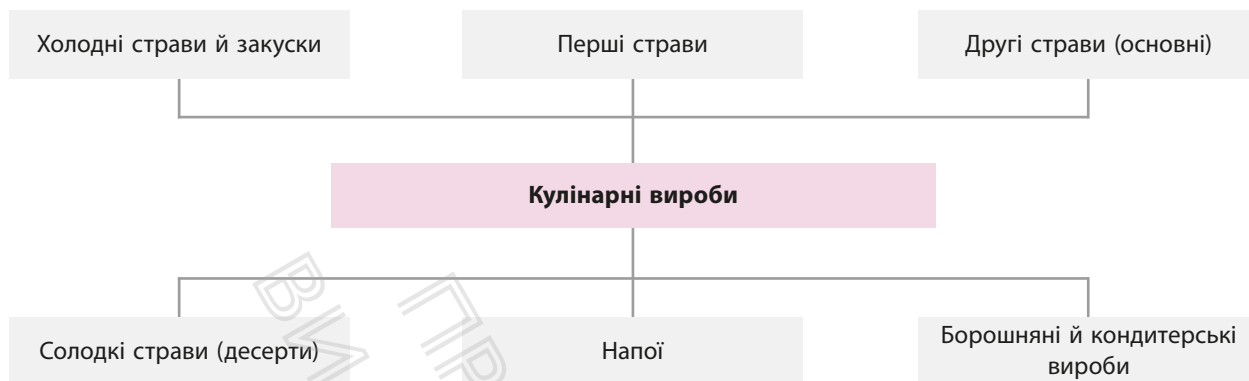 Холодні страви й закуски
Перші страви
Другі страви (основні)
Кулінарні вироби
Солодкі страви (десерти)
Напої
Борошняні й кондитерські
вироби